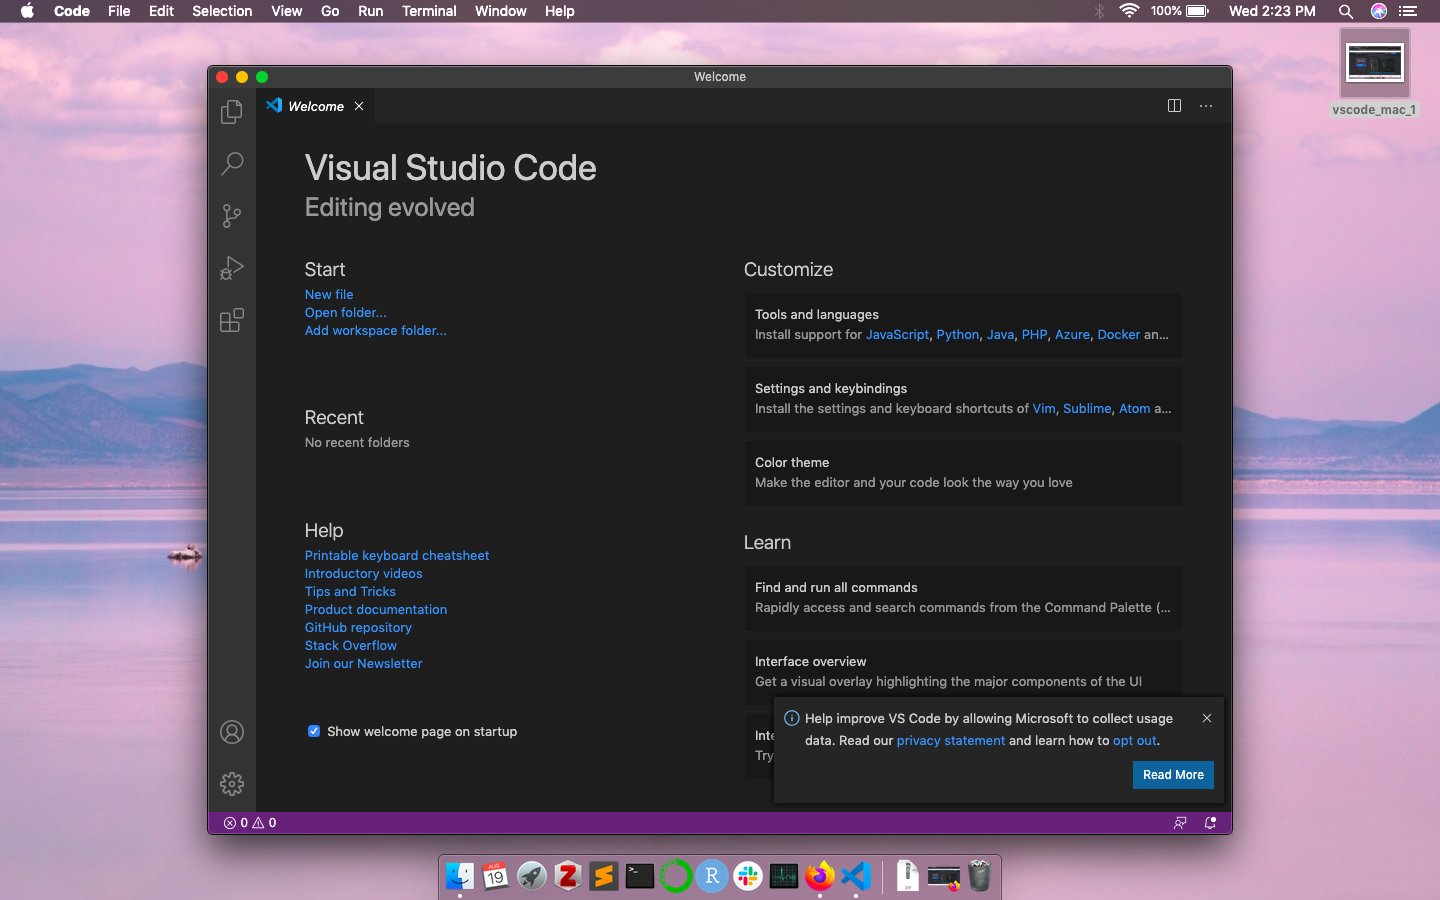 Code File Edit Selection View Go Run Terminal Window Help 100% Wed 2:23 PM
vscode_mac_1
Welcome
Welcome
Visual Studio Code
Editing evolved
Start
New file
Open folder...
Add workspace folder...
Recent
No recent folders
Help
Printable keyboard cheatsheet
Introductory videos
Tips and Tricks
Product documentation
GitHub repository
Stack Overflow
Join our Newsletter
Show welcome page on startup
Customize
Tools and languages
Install support for JavaScript, Python, Java, PHP, Azure, Docker an...
Settings and keybindings
Install the settings and keyboard shortcuts of Vim, Sublime, Atom a...
Color theme
Make the editor and your code look the way you love
Learn
Find and run all commands
Rapidly access and search commands from the Command Palette (...
Interface overview
Get a visual overlay highlighting the major components of the UI
Inte
Try
Help improve VS Code by allowing Microsoft to collect usage
data. Read our privacy statement and learn how to opt out.
Read More
0 0
AUG
19
Z
R
ZIP